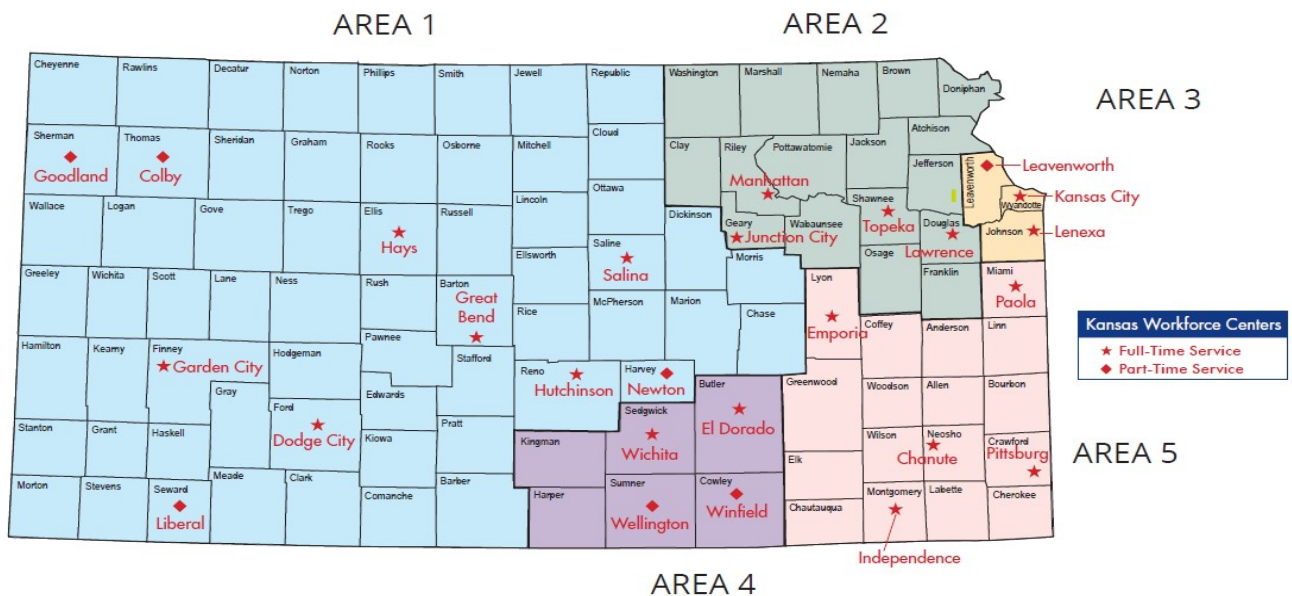 AREA 1
AREA 2
Cheyenne
Rawlins
Decatur
Norton
Phillips
Smith
Jewell
Republic
Washington
Marshall
Nemaha
Brown
Doniphan
AREA 3
Sherman
Goodland
Thomas
Colby
Sheridan
Graham
Rooks
Osborne
Mitchell
Cloud
Clay
Riley
Manhattan
Pottawatomie
Jackson
Atchison
Jefferson
Leavenworth
Leavenworth
Kansas City
Wyandotte
Wallace
Logan
Gove
Trego
Ellis
Hays
Russell
Lincoln
Ottawa
Saline
Salina
Dickinson
Geary
Junction City
Wabaunsee
Shawnee
Topeka
Douglas
Lawrence
Johnson
Lenexa
Greeley
Wichita
Scott
Lane
Ness
Rush
Barton
Great
Bend
Ellsworth
Rice
McPherson
Marion
Morris
Chase
Lyon
Emporia
Osage
Franklin
Miami
Paola
Hamilton
Kearny
Finney
Garden City
Hodgeman
Pawnee
Stafford
Reno
Hutchinson
Harvey
Newton
Butler
El Dorado
Greenwood
Coffey
Anderson
Linn
Kansas Workforce Centers
Full-Time Service
Part-Time Service
Gray
Ford
Dodge City
Edwards
Woodson
Allen
Bourbon
Stanton
Grant
Haskell
Kiowa
Pratt
Kingman
Sedgwick
Wichita
Elk
Wilson
Neosho
Chanute
Crawford
Pittsburg
AREA 5
Morton
Stevens
Seward
Liberal
Meade
Clark
Comanche
Barber
Harper
Sumner
Wellington
Cowley
Winfield
Chautauqua
Montgomery
Independence
Labette
Cherokee
AREA 4